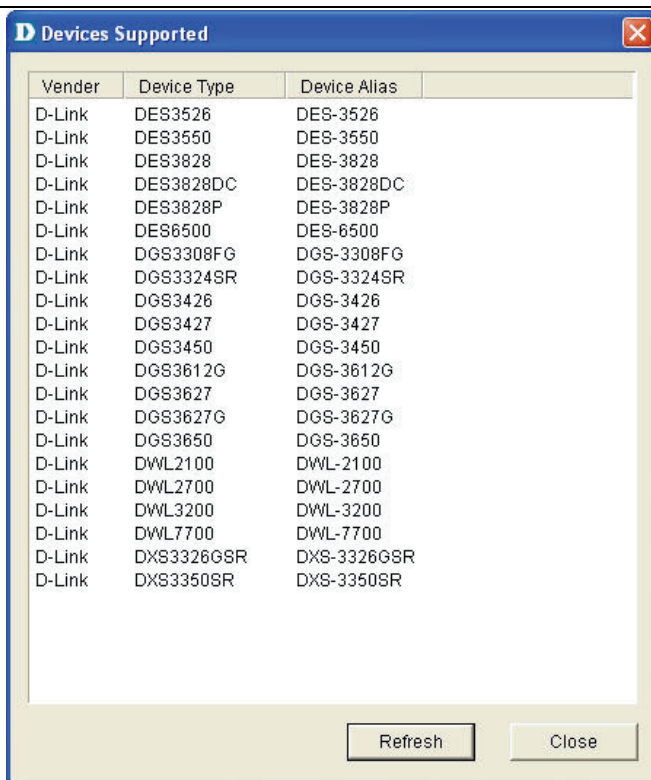 D Devices Supported
Vender Device Type Device Alias
D-Link DES3526 DES-3526
D-Link DES3550 DES-3550
D-Link DES3828 DES-3828
D-Link DES3828DC DES-3828DC
D-Link DES3828P DES-3828P
D-Link DES6500 DES-6500
D-Link DGS3308FG DGS-3308FG
D-Link DGS3324SR DGS-3324SR
D-Link DGS3426 DGS-3426
D-Link DGS3427 DGS-3427
D-Link DGS3450 DGS-3450
D-Link DGS3612G DGS-3612G
D-Link DGS3627 DGS-3627
D-Link DGS3627G DGS-3627G
D-Link DGS3650 DGS-3650
D-Link DWL2100 DWL-2100
D-Link DWL2700 DWL-2700
D-Link DWL3200 DWL-3200
D-Link DWL7700 DWL-7700
D-Link DXS3326GSR DXS-3326GSR
D-Link DXS3350SR DXS-3350SR
Refresh Close